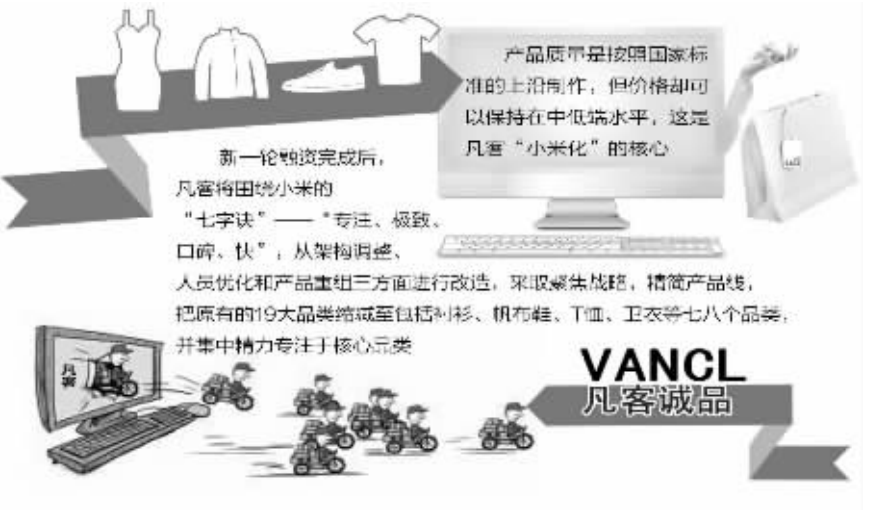 产品质量是按照国家标
准的上沿制作，但价格却可
以保持在中低端水平，这是
凡客“小米化”的核心
新一轮融资完成后，
凡客将围绕小米的
“七字诀”——“专注、极致、
口碑、快”，从架构调整、
人员优化和产品重组三方面进行改造，采取聚焦战略，精简产品线，
把原有的19大品类缩减至包括衬衫、帆布鞋、T恤、卫衣等七八个品类，
并集中精力专注于核心品类
凡客
VANCL
凡客诚品